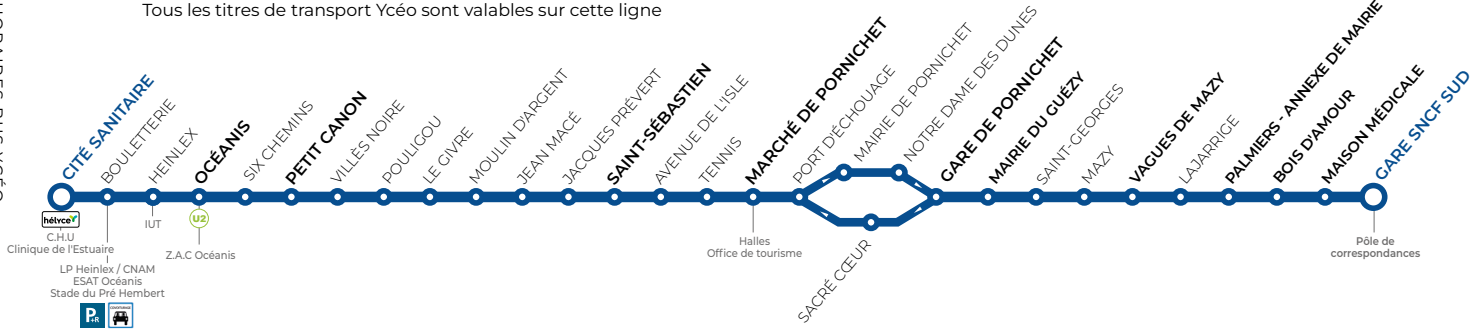 Tous les titres de transport Ycéo sont valables sur cette ligne
CITÉ SANITAIRE
BOULETTERIE
HEINLEX
OCÉANIS
SIX CHEMINS
PETIT CANON
VILLÈS NOIRE
POULIGOU
LE GIVRE
MOULIN D'ARGENT
JEAN MACÉ
JACQUES PRÉVERT
SAINT-SÉBASTIEN
AVENUE DE L'ISLE
TENNIS
MARCHÉ DE PORNICHET
PORT D'ÉCHOUAGE
MAIRIE DE PORNICHET
NOTRE DAME DES DUNES
SACRÉ CŒUR
GARE DE PORNICHET
MAIRIE DU GUÉZY
SAINT-GEORGES
MAZY
VAGUES DE MAZY
LAJARRIGE
PALMIERS - ANNEXE DE MAIRIE
BOIS D'AMOUR
MAISON MÉDICALE
GARE SNCF SUD
hélyce
C.H.U
Clinique de l'Estuaire
LP Heinlex / CNAM
ESAT Océanis
Stade du Pré Hembert
P+R
IUT
U2
Z.A.C Océanis
Halles
Office de tourisme
Pôle de
correspondances